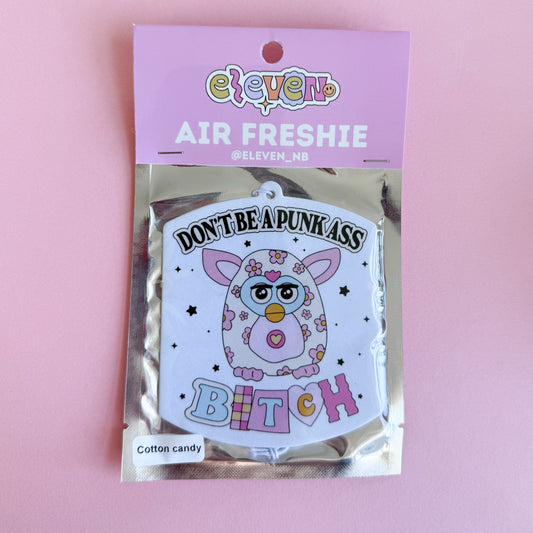 eleven
AIR FRESHIE
@ELEVEN_NB
DON'T BE A PUNK ASS
BITCH
Cotton candy